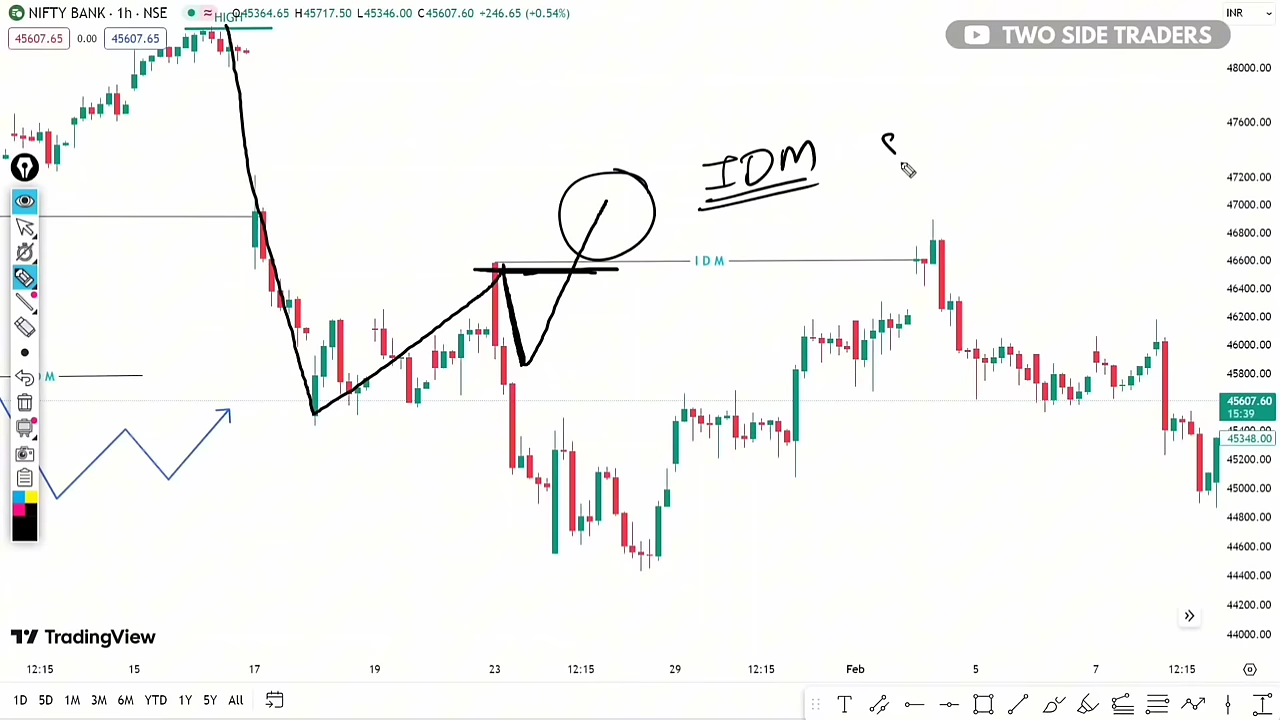 NIFTY BANK · 1h · NSE
O45364.65 H45717.50 L45346.00 C45607.60 +246.65 (+0.54%)
INR
45607.65 0.00 45607.65
HIGH
TWO SIDE TRADERS
IDM
IDM
48000.00
47600.00
47200.00
47000.00
46800.00
46600.00
46400.00
46200.00
46000.00
45800.00
45607.60
15:39
45348.00
45200.00
45000.00
44800.00
44600.00
44400.00
44200.00
44000.00
TradingView
12:15 15 17 19 23 12:15 29 12:15 Feb 5 7 12:15
1D 5D 1M 3M 6M YTD 1Y 5Y All